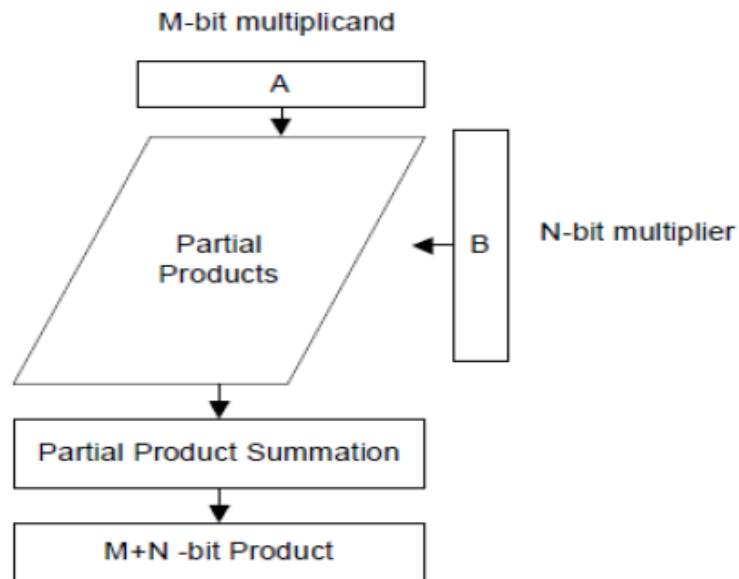 M-bit multiplicand
A
Partial
Products
B
N-bit multiplier
Partial Product Summation
M+N -bit Product